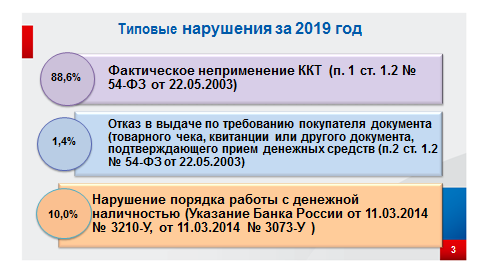 Типовые нарушения за 2019 год
88,6%
Фактическое неприменение ККТ (п. 1 ст. 1.2 №
54-ФЗ от 22.05.2003)
1,4%
Отказ в выдаче по требованию покупателя документа
(товарного чека, квитанции или другого документа,
подтверждающего прием денежных средств (п.2 ст. 1.2
№ 54-ФЗ от 22.05.2003)
10,0%
Нарушение порядка работы с денежной
наличностью (Указание Банка России от 11.03.2014
№ 3210-У, от 11.03.2014 № 3073-У )
3